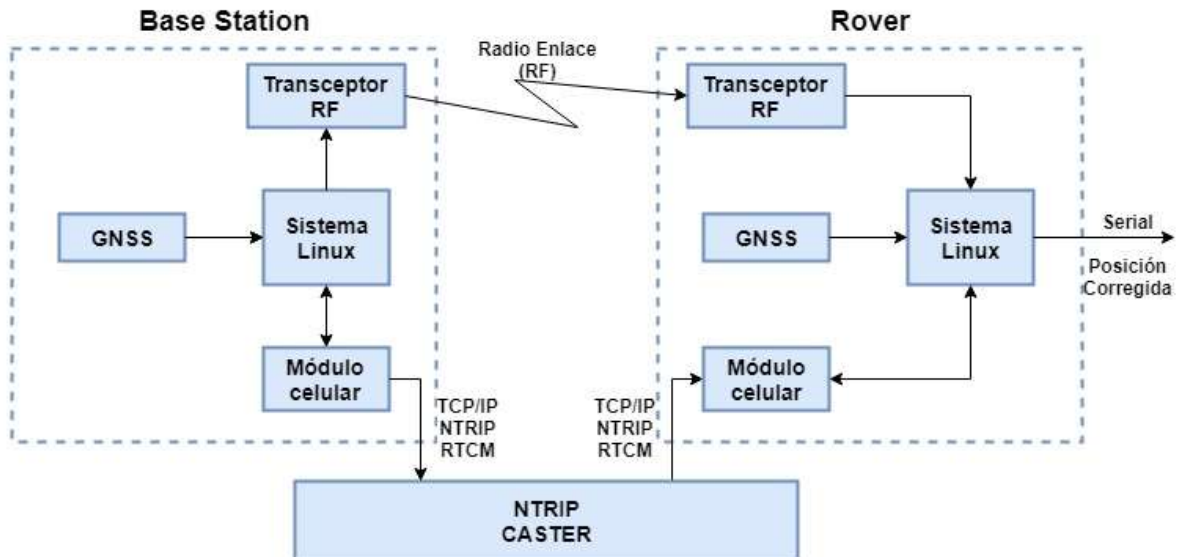 Base Station
Rover
Radio Enlace
(RF)
Transceptor
RF
Transceptor
RF
GNSS
Sistema
Linux
GNSS
Sistema
Linux
Serial
Posición
Corregida
Módulo
celular
Módulo
celular
TCP/IP
NTRIP
RTCM
TCP/IP
NTRIP
RTCM
NTRIP
CASTER